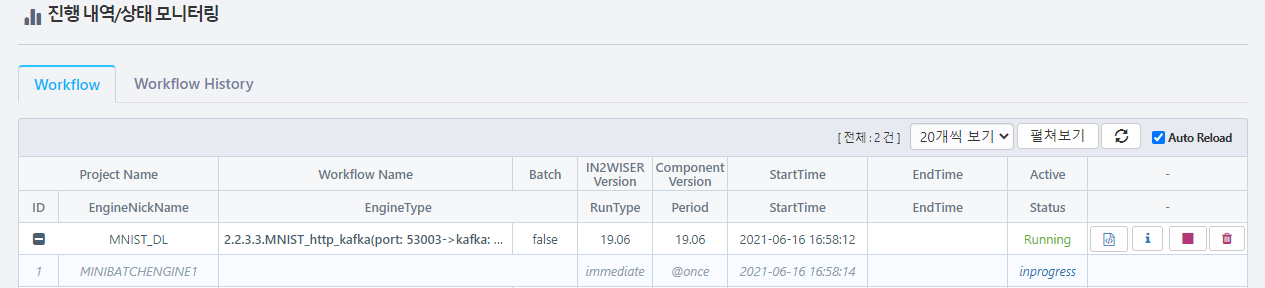 진행 내역/상태 모니터링
Workflow Workflow History
[ 전체 : 2 건 ] 20개씩 보기 펼쳐보기 Auto Reload
Project Name Workflow Name Batch IN2WISER Version Component Version StartTime EndTime Active -
ID EngineNickName EngineType RunType Period StartTime EndTime Status -
MNIST_DL 2.2.3.3.MNIST_http_kafka(port: 53003->kafka: ... false 19.06 19.06 2021-06-16 16:58:12 Running
1 MINIBATCHENGINE1 immediate @once 2021-06-16 16:58:14 inprogress